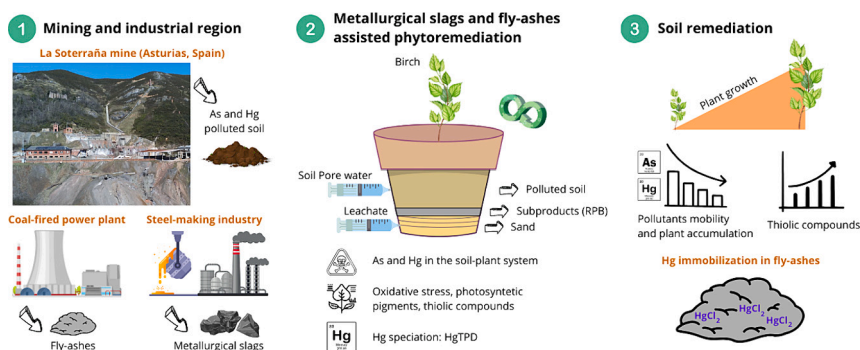 1
Mining and industrial region
La Soterraña mine (Asturias, Spain)
As and Hg
polluted soil
Coal-fired power plant
Steel-making industry
Fly-ashes
Metallurgical slags
2
Metallurgical slags and fly-ashes
assisted phytoremediation
Birch
Soil Pore water
Leachate
Polluted soil
Subproducts (RPB)
Sand
As and Hg in the soil-plant system
Oxidative stress, photosyntetic
pigments, thiolic compounds
Hg
Hg speciation: HgTPD
3
Soil remediation
Plant growth
As
Hg
Pollutants mobility
and plant accumulation
Thiolic compounds
Hg immobilization in fly-ashes
HgCl2
HgCl2
HgCl2